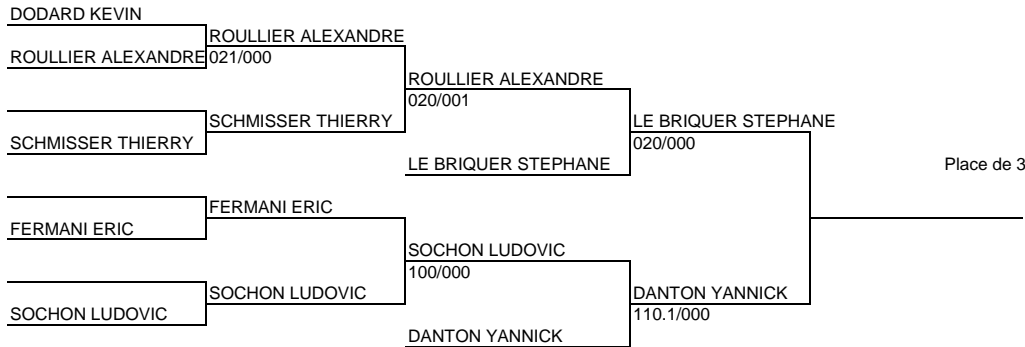 DODARD KEVIN
ROULLIER ALEXANDRE
ROULLIER ALEXANDRE
021/000
ROULLIER ALEXANDRE
020/001
SCHMISSER THIERRY
SCHMISSER THIERRY
LE BRIQUER STEPHANE
020/000
LE BRIQUER STEPHANE
Place de 3
FERMANI ERIC
FERMANI ERIC
SOCHON LUDOVIC
100/000
SOCHON LUDOVIC
SOCHON LUDOVIC
DANTON YANNICK
110.1/000
DANTON YANNICK